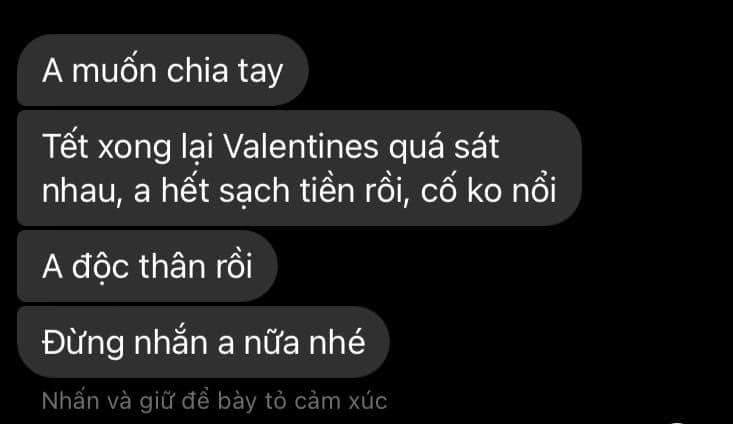 A muốn chia tay
Tết xong lại Valentines quá sát
nhau, a hết sạch tiền rồi, cố ko nổi
A độc thân rồi
Đừng nhắn a nữa nhé
Nhấn và giữ để bày tỏ cảm xúc